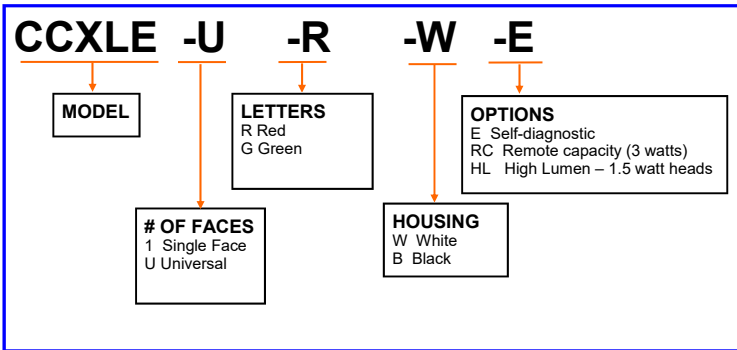 CCXLE -U -R -W -E
MODEL
LETTERS
R Red
G Green
OPTIONS
E Self-diagnostic
RC Remote capacity (3 watts)
HL High Lumen – 1.5 watt heads
# OF FACES
1 Single Face
U Universal
HOUSING
W White
B Black